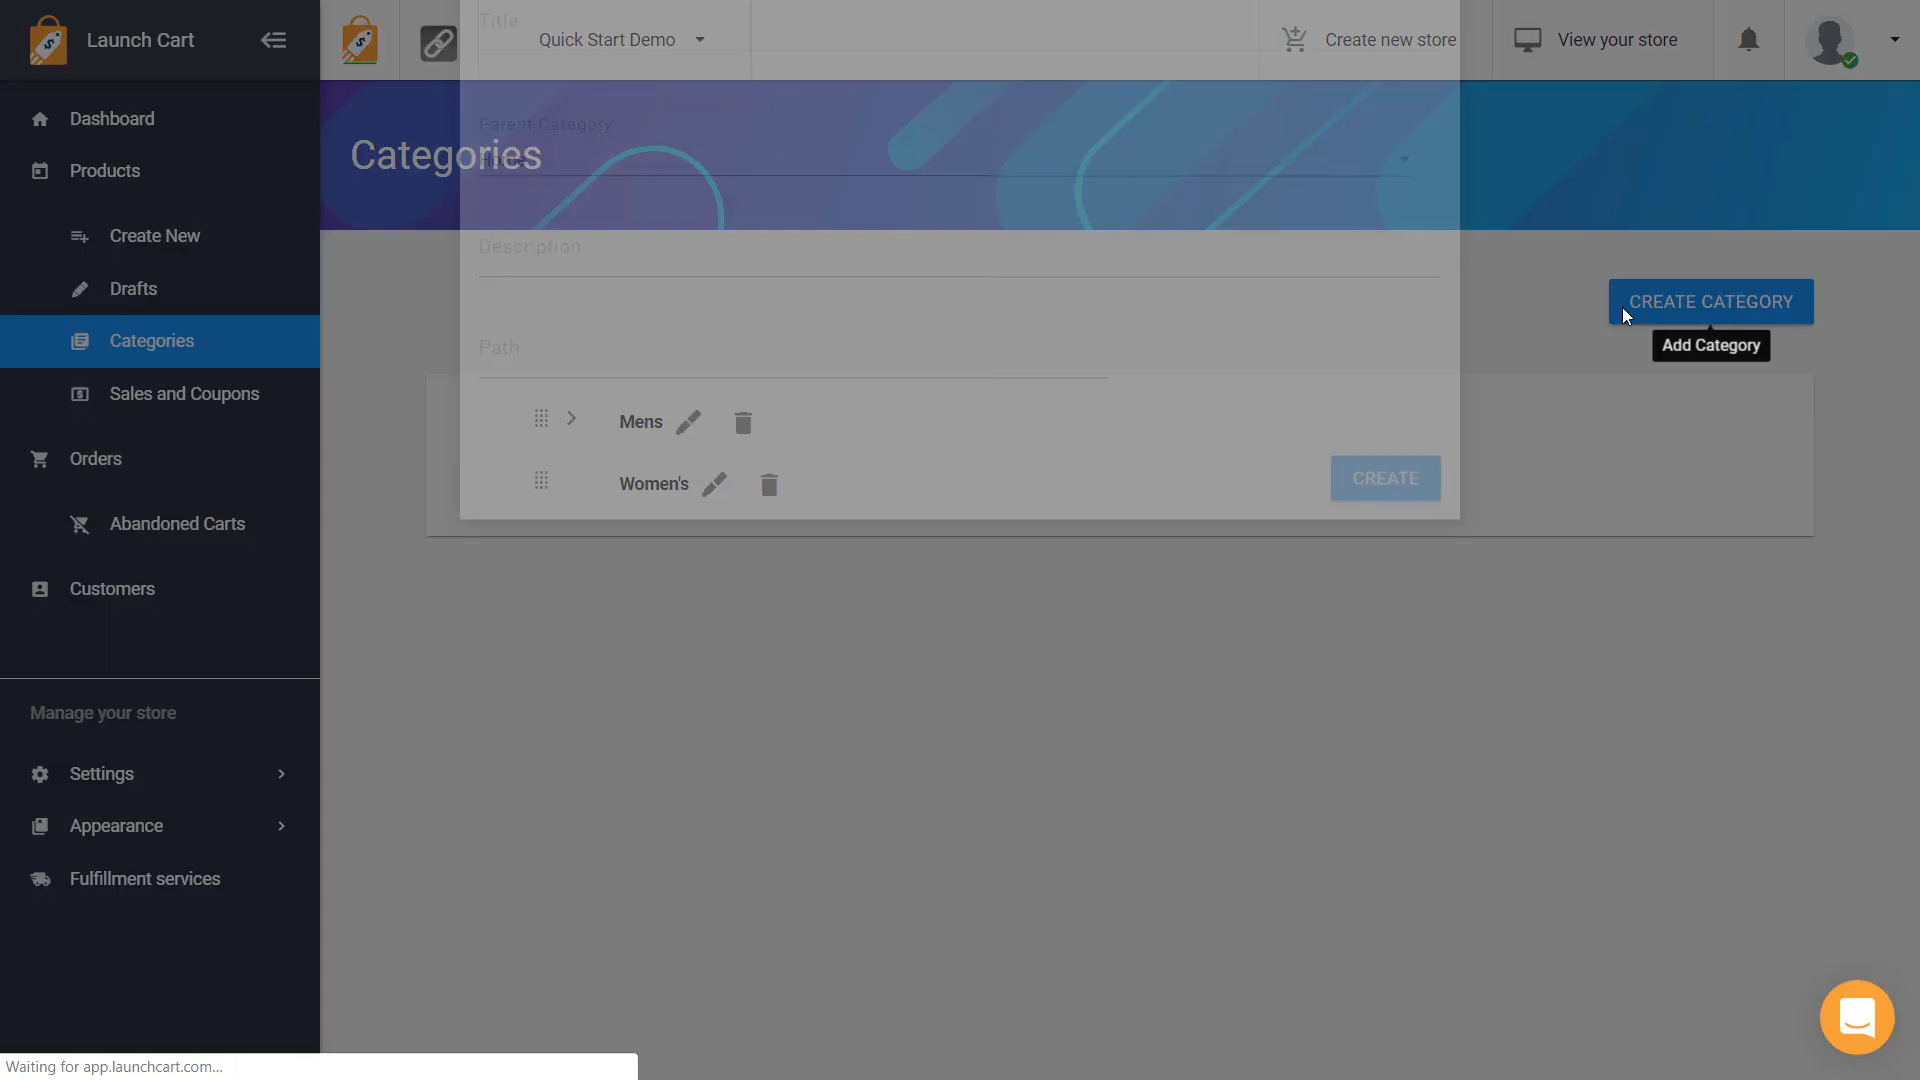 Launch Cart
Title
Quick Start Demo
Create new store
View your store
Dashboard
Products
Create New
Drafts
Categories
Sales and Coupons
Orders
Abandoned Carts
Customers
Manage your store
Settings
Appearance
Fulfillment services
Parent Category
Categories
Description
CREATE CATEGORY
Add Category
Path
Mens
Women's
CREATE
Waiting for app.launchcart.com...